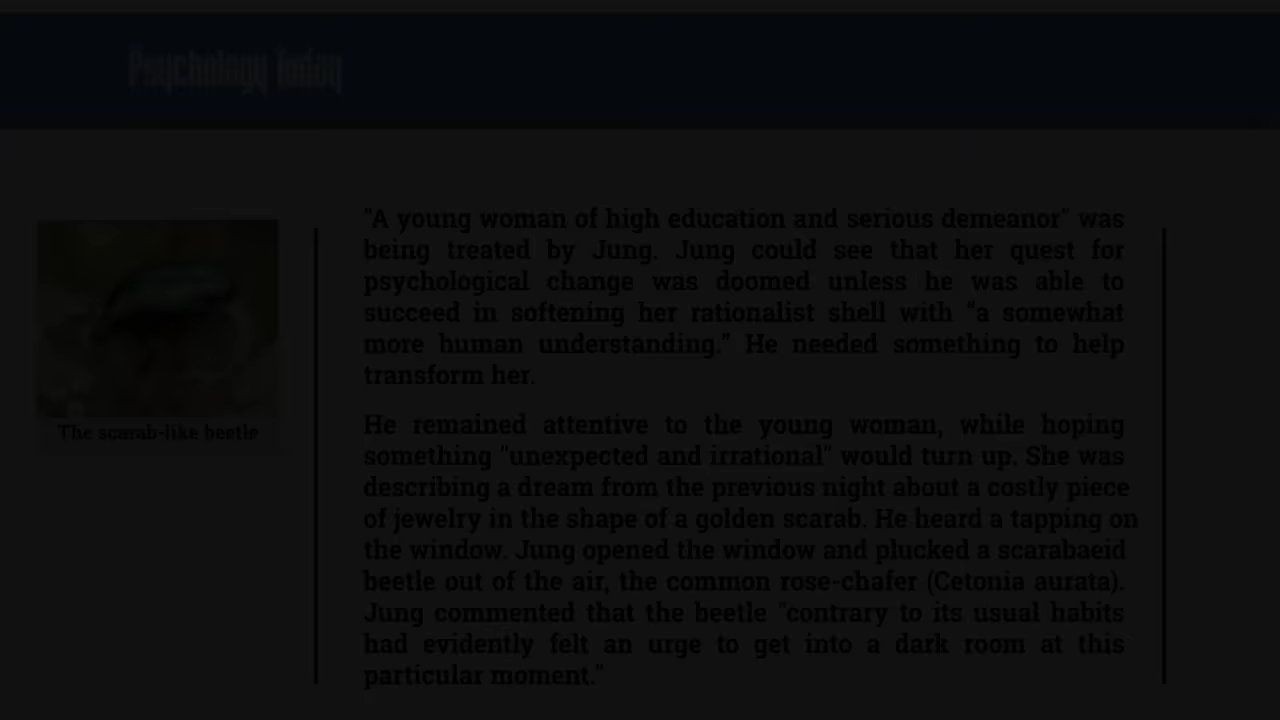 Psychology Today
"A young woman of high education and serious demeanor" was
being treated by Jung. Jung could see that her quest for
psychological change was doomed unless he was able to
succeed in softening her rationalist shell with “a somewhat
more human understanding.” He needed something to help
transform her.
He remained attentive to the young woman, while hoping
something "unexpected and irrational" would turn up. She was
describing a dream from the previous night about a costly piece
of jewelry in the shape of a golden scarab. He heard a tapping on
the window. Jung opened the window and plucked a scarabaeid
beetle out of the air, the common rose-chafer (Cetonia aurata).
Jung commented that the beetle "contrary to its usual habits
had evidently felt an urge to get into a dark room at this
particular moment."
The scarab-like beetle